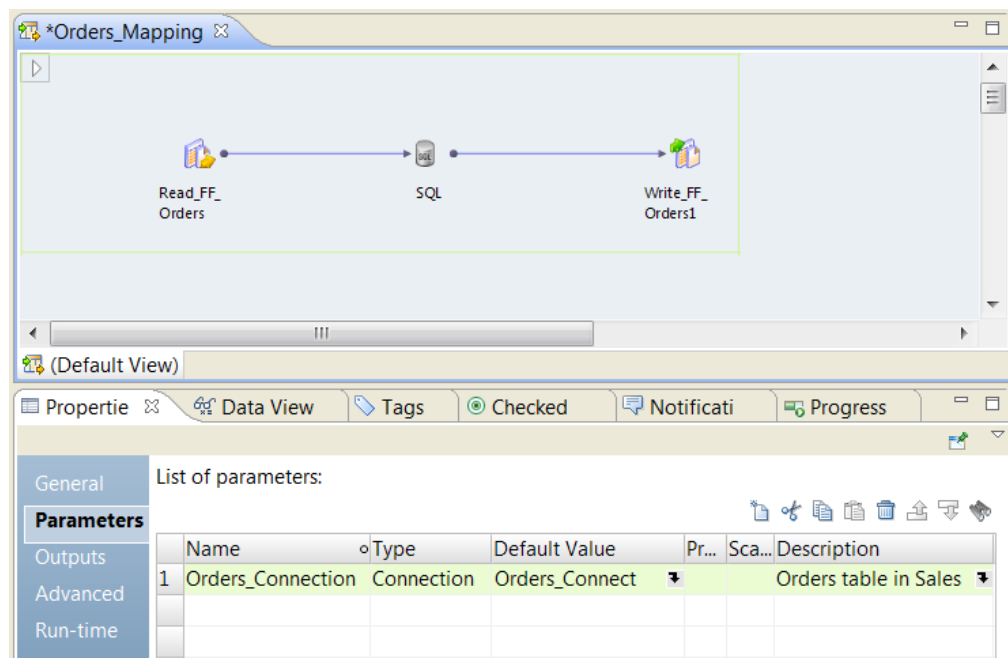 *Orders_Mapping
Read_FF_
Orders
SQL
SQL
Write_FF_
Orders1
(Default View)
Propertie
Data View
Tags
Checked
Notificati
Progress
General
Parameters
Outputs
Advanced
Run-time
List of parameters:
Name Type Default Value Pr... Sca... Description
1 Orders_Connection Connection Orders_Connect Orders table in Sales